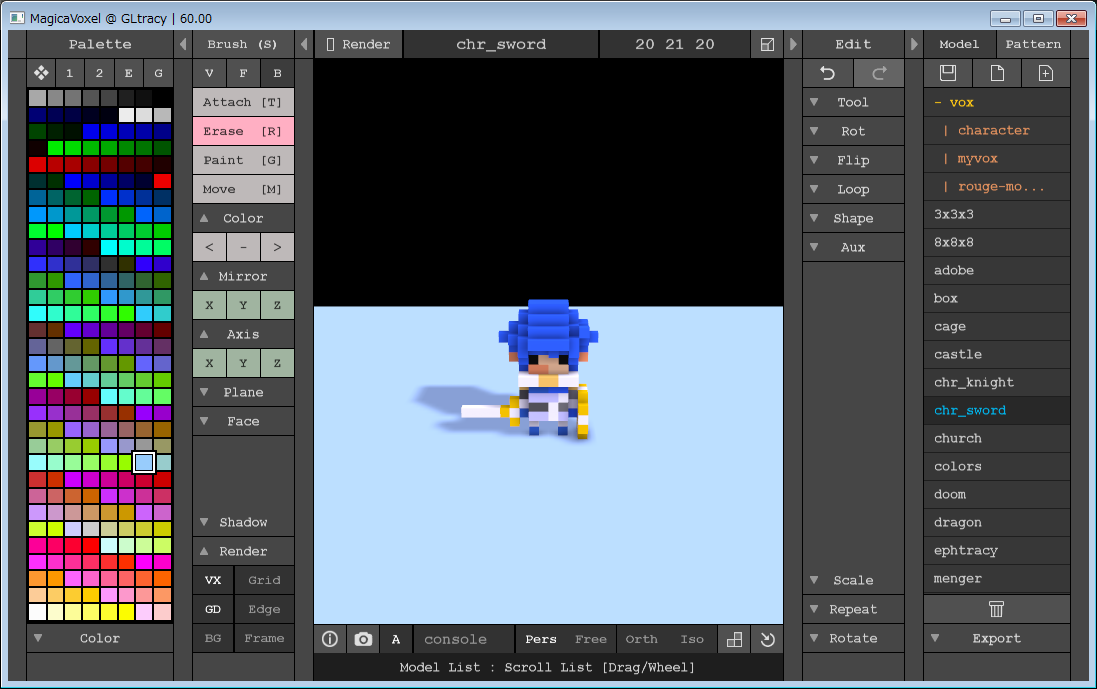 MagicaVoxel @ GLtracy | 60.00
Palette
1 2 E G
Color
Brush (S)
V F B
Attach [T]
Erase [R]
Paint [G]
Move [M]
Color
< - >
Mirror
X Y Z
Axis
X Y Z
Plane
Face
Shadow
Render
VX Grid
GD Edge
BG Frame
Render chr_sword 20 21 20
A console Pers Free Orth Iso
Model List : Scroll List [Drag/Wheel]
Edit
Tool
Rot
Flip
Loop
Shape
Aux
Scale
Repeat
Rotate
Model Pattern
- vox
| character
| myvox
| rouge-mo...
3x3x3
8x8x8
adobe
box
cage
castle
chr_knight
chr_sword
church
colors
doom
dragon
ephtracy
menger
Export